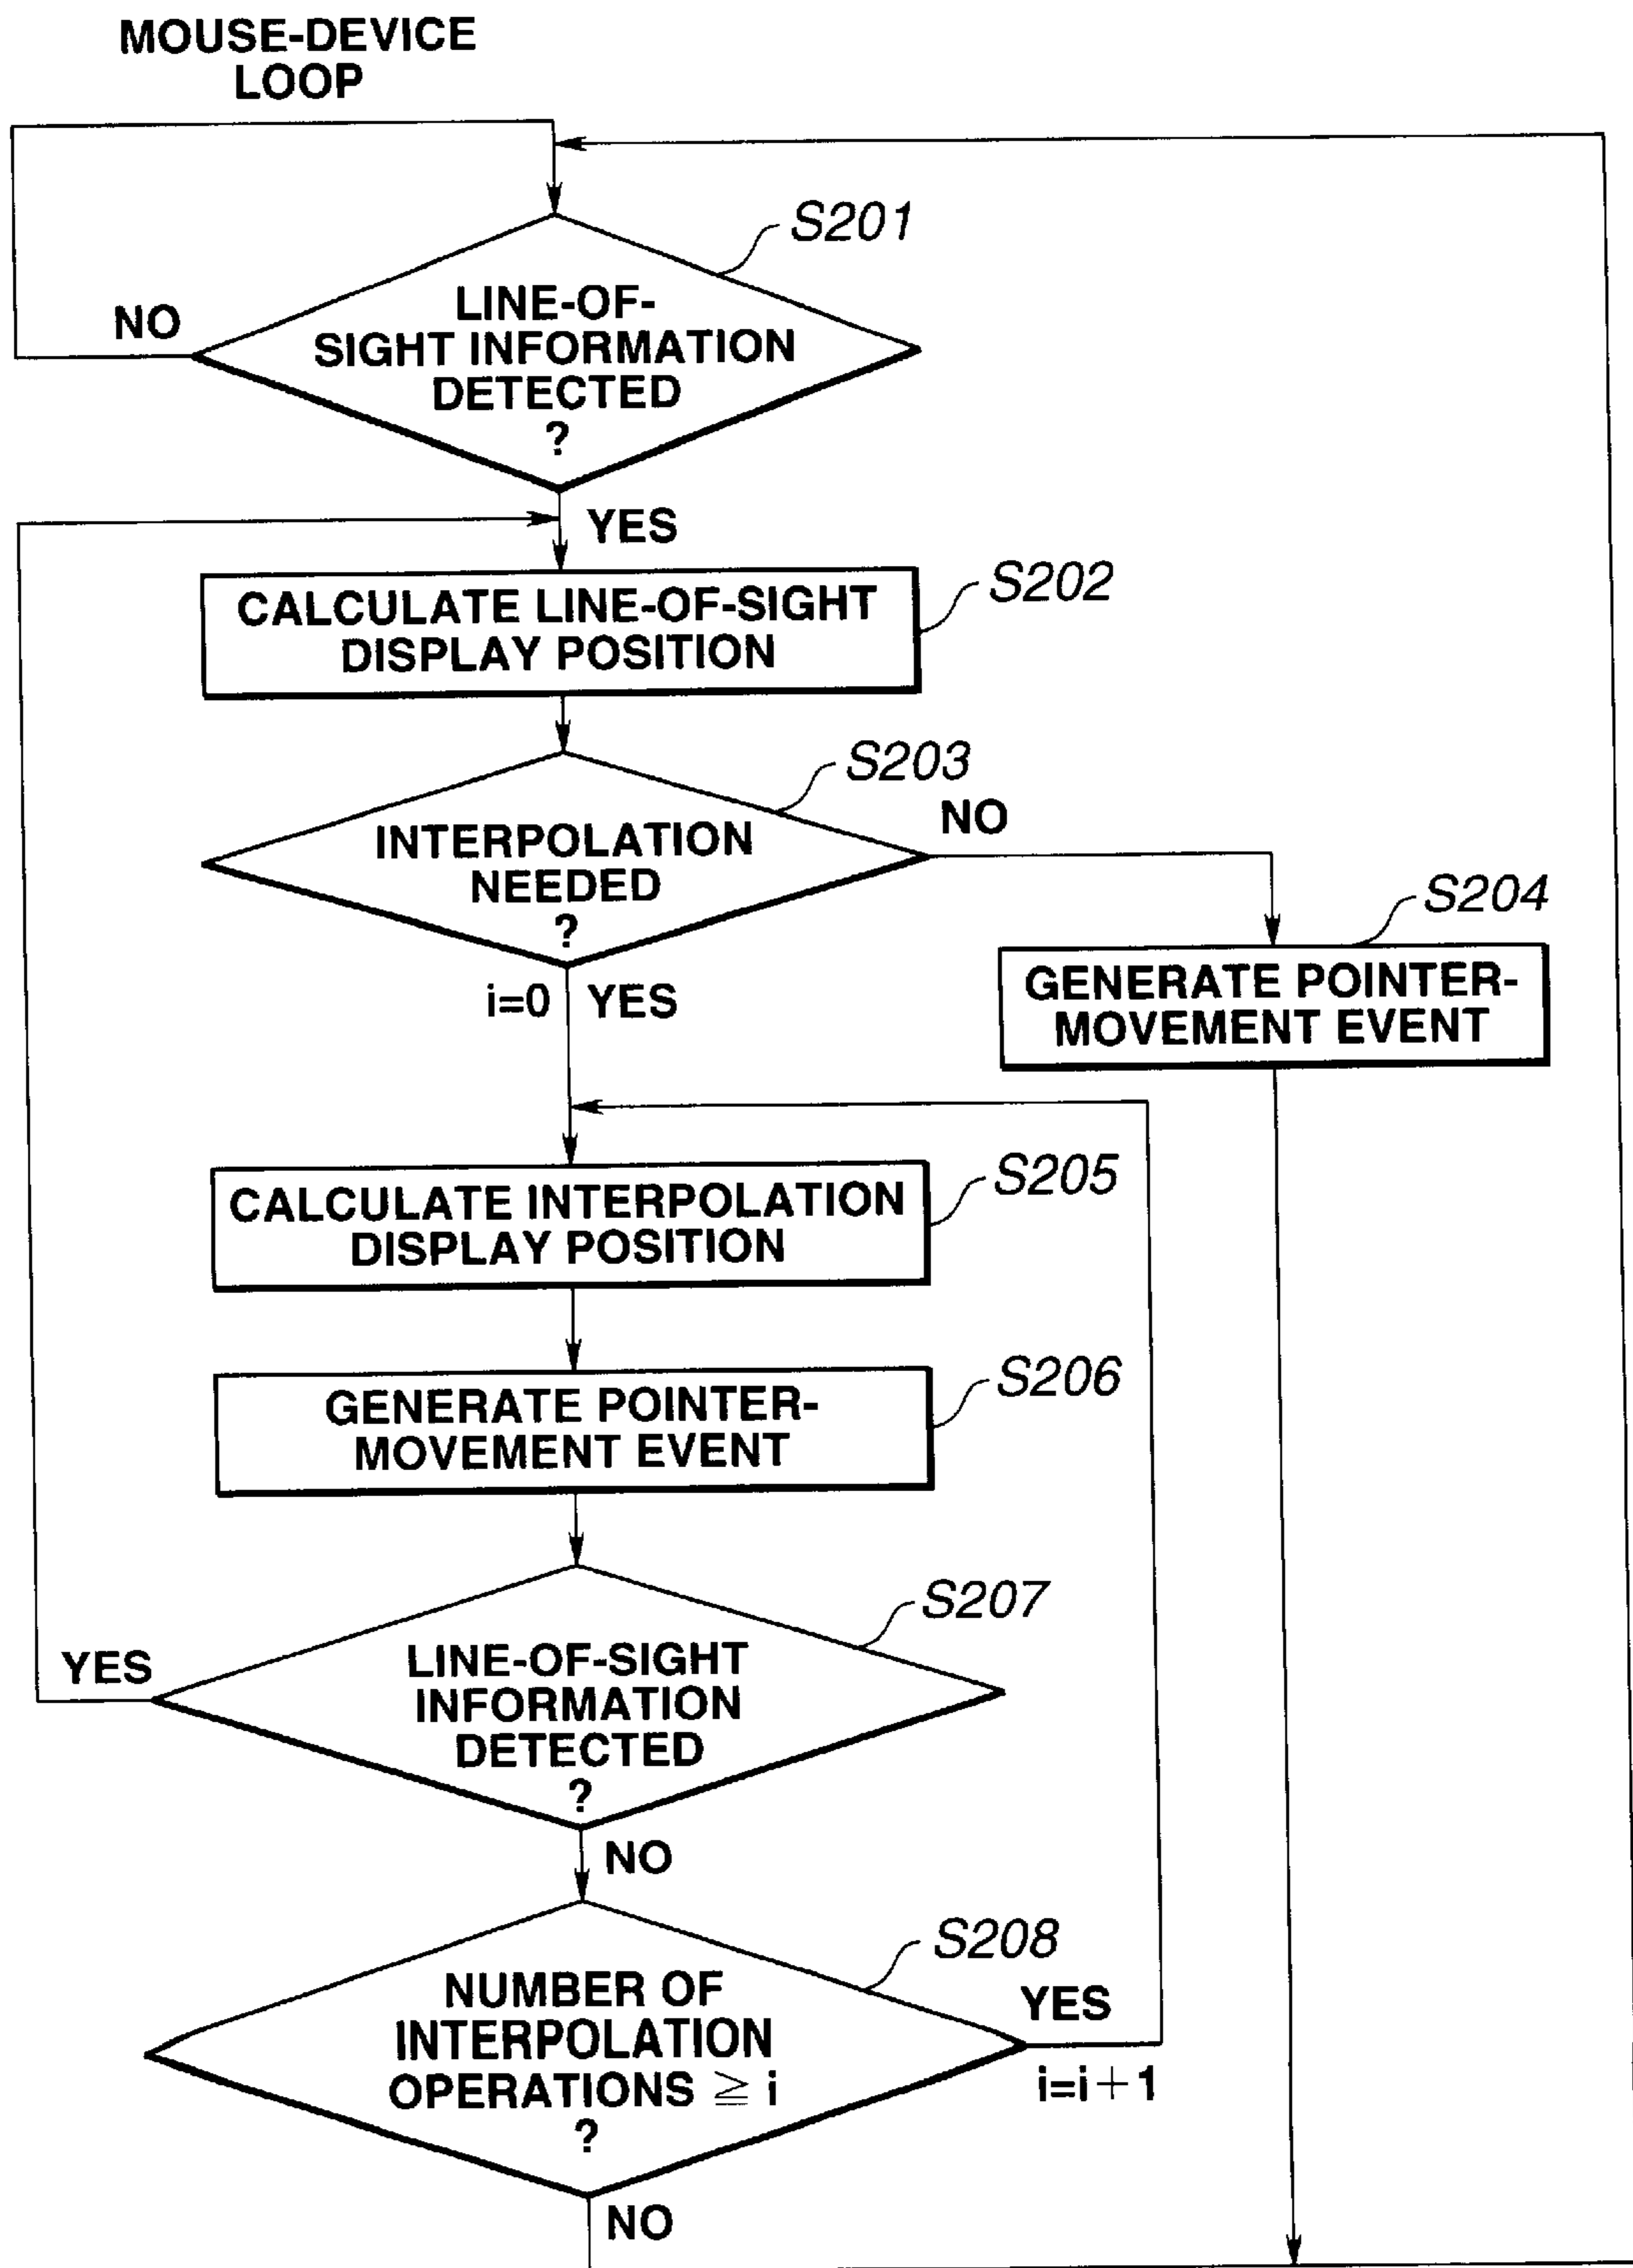 MOUSE-DEVICE
LOOP
S201
NO
LINE-OF-
SIGHT INFORMATION
DETECTED
?
YES
S202
CALCULATE LINE-OF-SIGHT
DISPLAY POSITION
S203
NO
INTERPOLATION
NEEDED
?
S204
i=0 YES
GENERATE POINTER-
MOVEMENT EVENT
S205
CALCULATE INTERPOLATION
DISPLAY POSITION
S206
GENERATE POINTER-
MOVEMENT EVENT
S207
YES
LINE-OF-SIGHT
INFORMATION
DETECTED
?
NO
S208
NUMBER OF
INTERPOLATION
OPERATIONS ≧ i
?
YES
i=i+1
NO